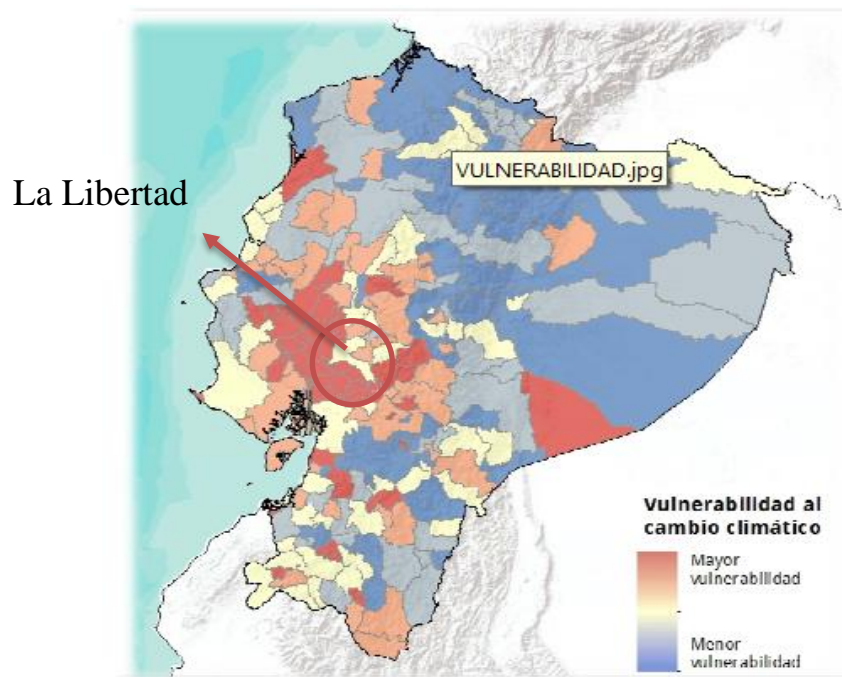 VULNERABILIDAD.jpg
La Libertad
Vulnerabilidad al
cambio climático
Mayor
vulnerabilidad
Menor
vulnerabilidad